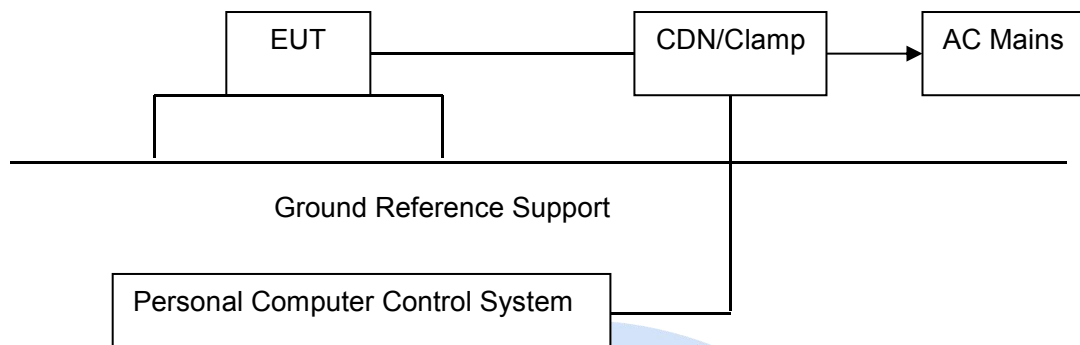 EUT
CDN/Clamp
AC Mains
Ground Reference Support
Personal Computer Control System